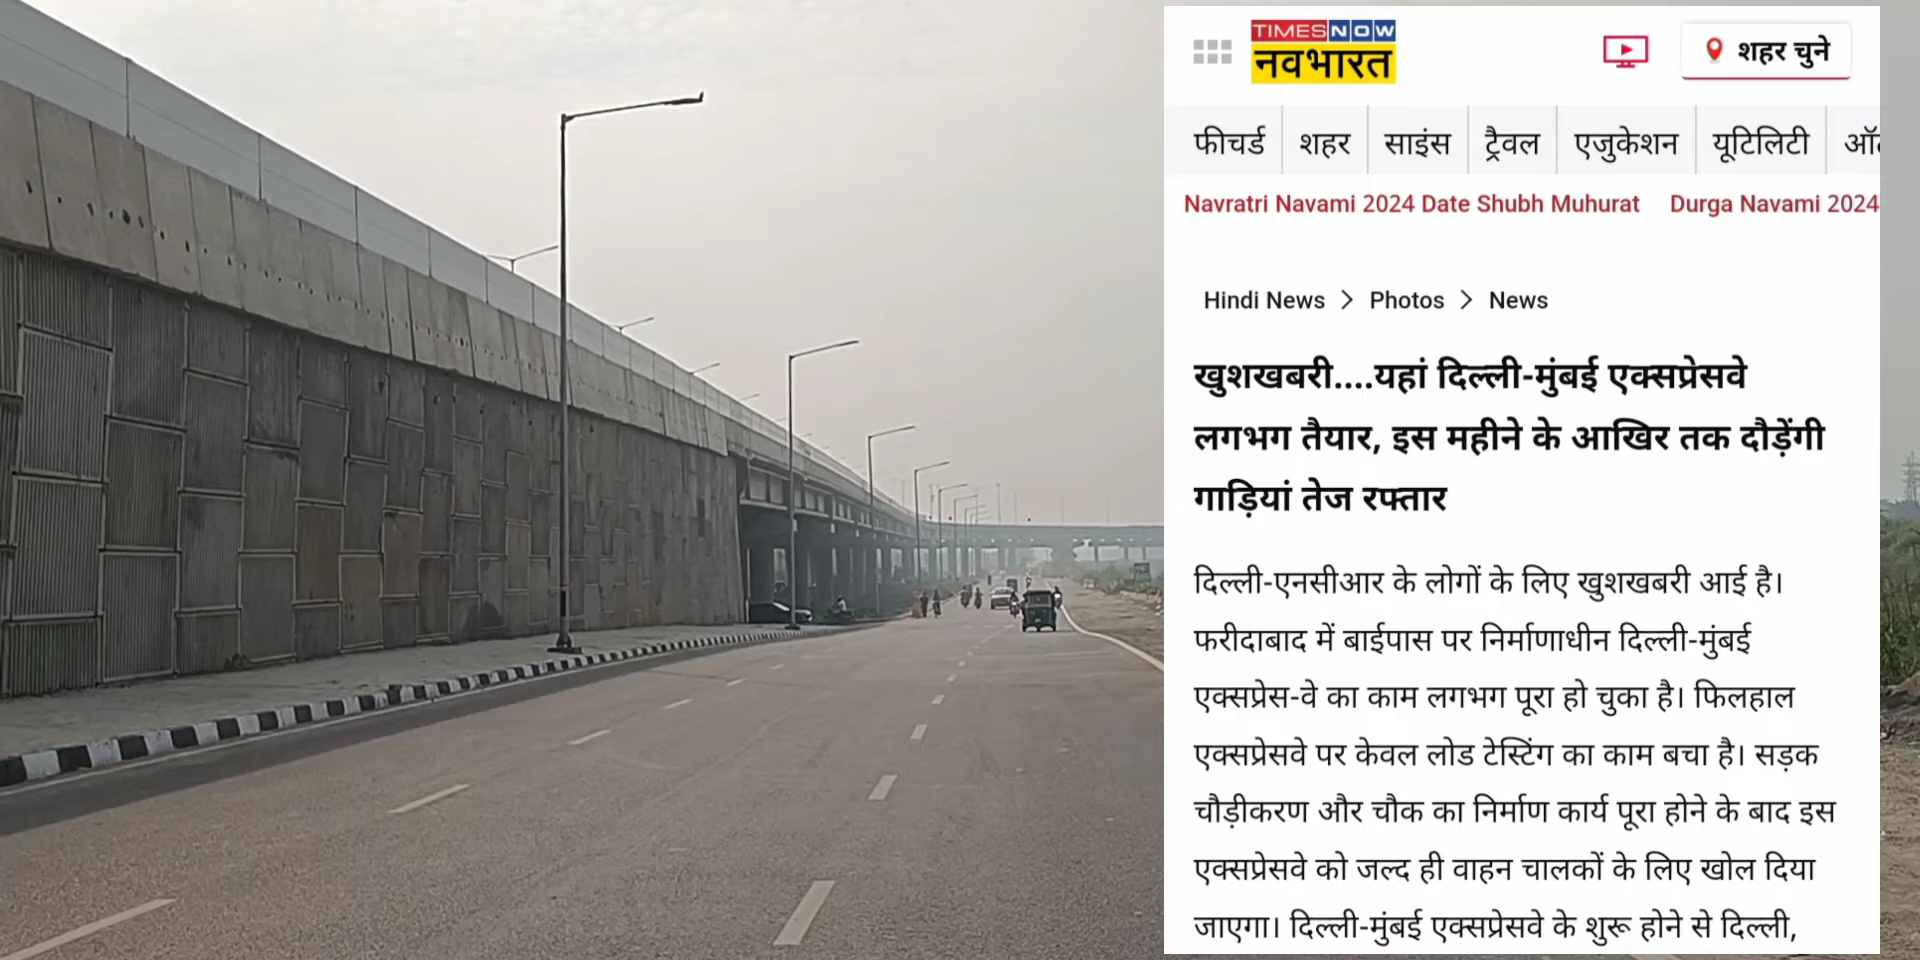 TIMES NOW
नवभारत
शहर चुने
फीचर्ड शहर साइंस ट्रैवल एजुकेशन यूटिलिटी
Navratri Navami 2024 Date Shubh Muhurat Durga Navami 2024
Hindi News > Photos > News
खुशखबरी....यहां दिल्ली-मुंबई एक्सप्रेसवे
लगभग तैयार, इस महीने के आखिर तक दौड़ेंगी
गाड़ियां तेज रफ्तार
दिल्ली-एनसीआर के लोगों के लिए खुशखबरी आई है।
फरीदाबाद में बाईपास पर निर्माणाधीन दिल्ली-मुंबई
एक्सप्रेस-वे का काम लगभग पूरा हो चुका है। फिलहाल
एक्सप्रेसवे पर केवल लोड टेस्टिंग का काम बचा है। सड़क
चौड़ीकरण और चौक का निर्माण कार्य पूरा होने के बाद इस
एक्सप्रेसवे को जल्द ही वाहन चालकों के लिए खोल दिया
जाएगा। दिल्ली-मुंबई एक्सप्रेसवे के शुरू होने से दिल्ली,